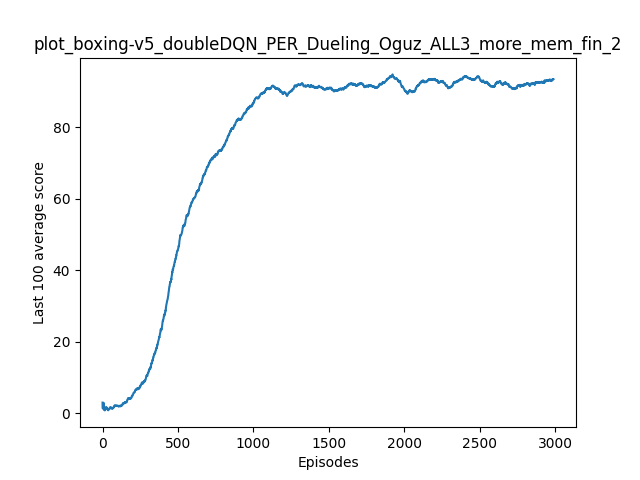 plot_boxing-v5_doubleDQN_PER_Dueling_Oguz_ALL3_more_mem_fin_2
Last 100 average score
80
60
40
20
0
0 500 1000 1500 2000 2500 3000
Episodes